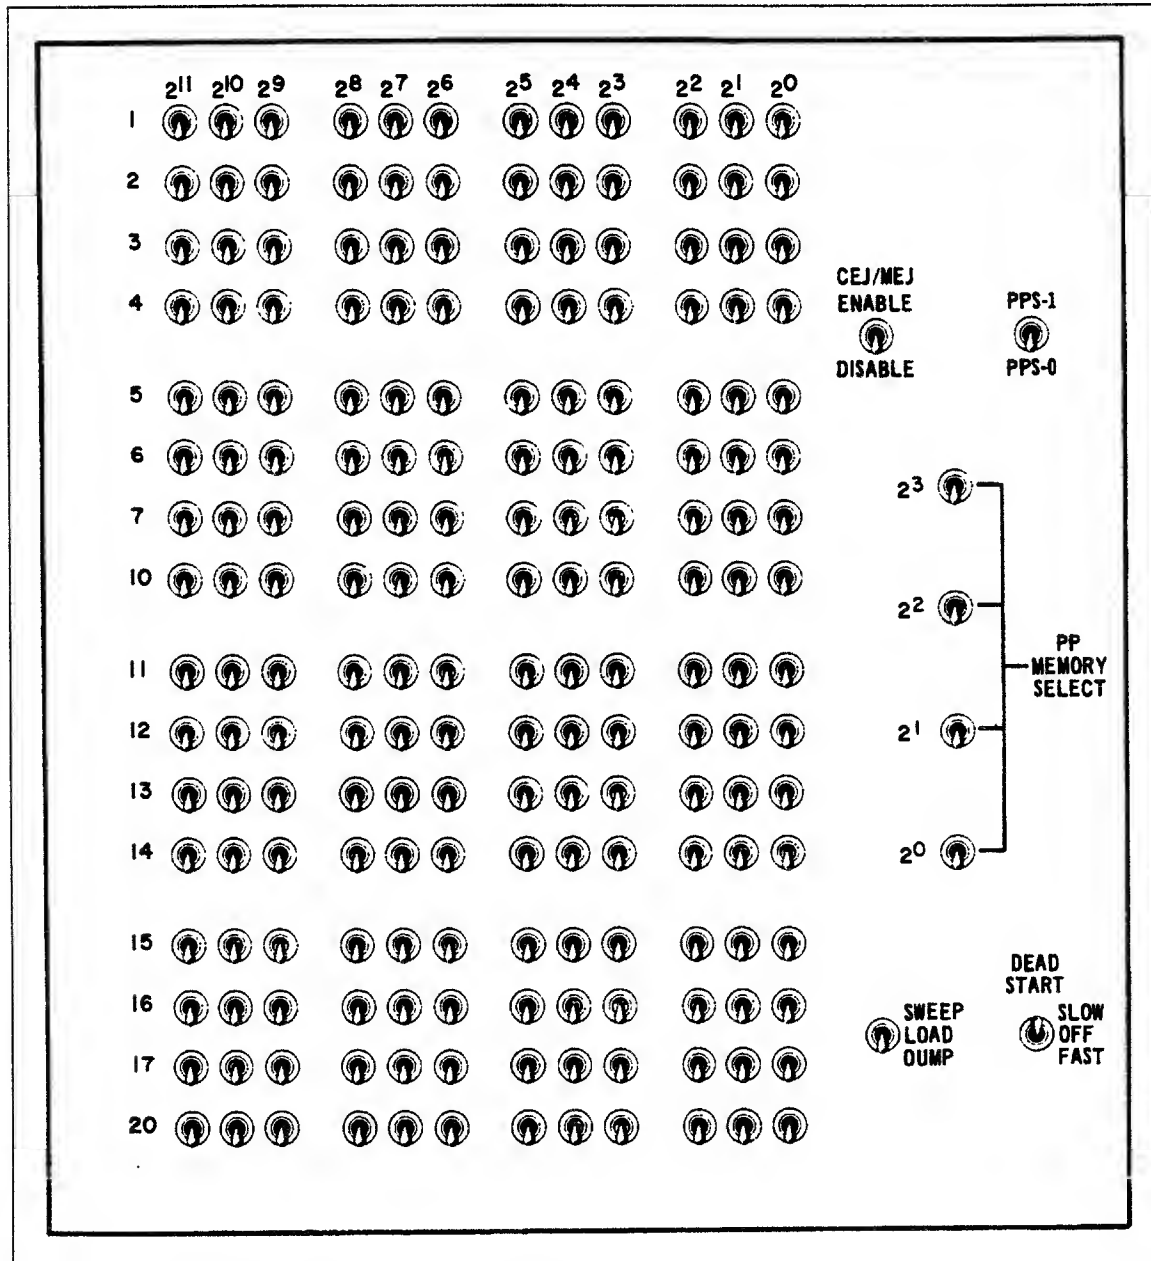 2¹¹ 2¹⁰ 2⁹ 2⁸ 2⁷ 2⁶ 2⁵ 2⁴ 2³ 2² 2¹ 2⁰
1
2
3
4
CEJ/MEJ
ENABLE
DISABLE
PPS-1
PPS-0
5
6
7
10
11
12
13
14
15
16
17
20
2³
2²
2¹
2⁰
PP
MEMORY
SELECT
SWEEP
LOAD
DUMP
DEAD
START
SLOW
OFF
FAST